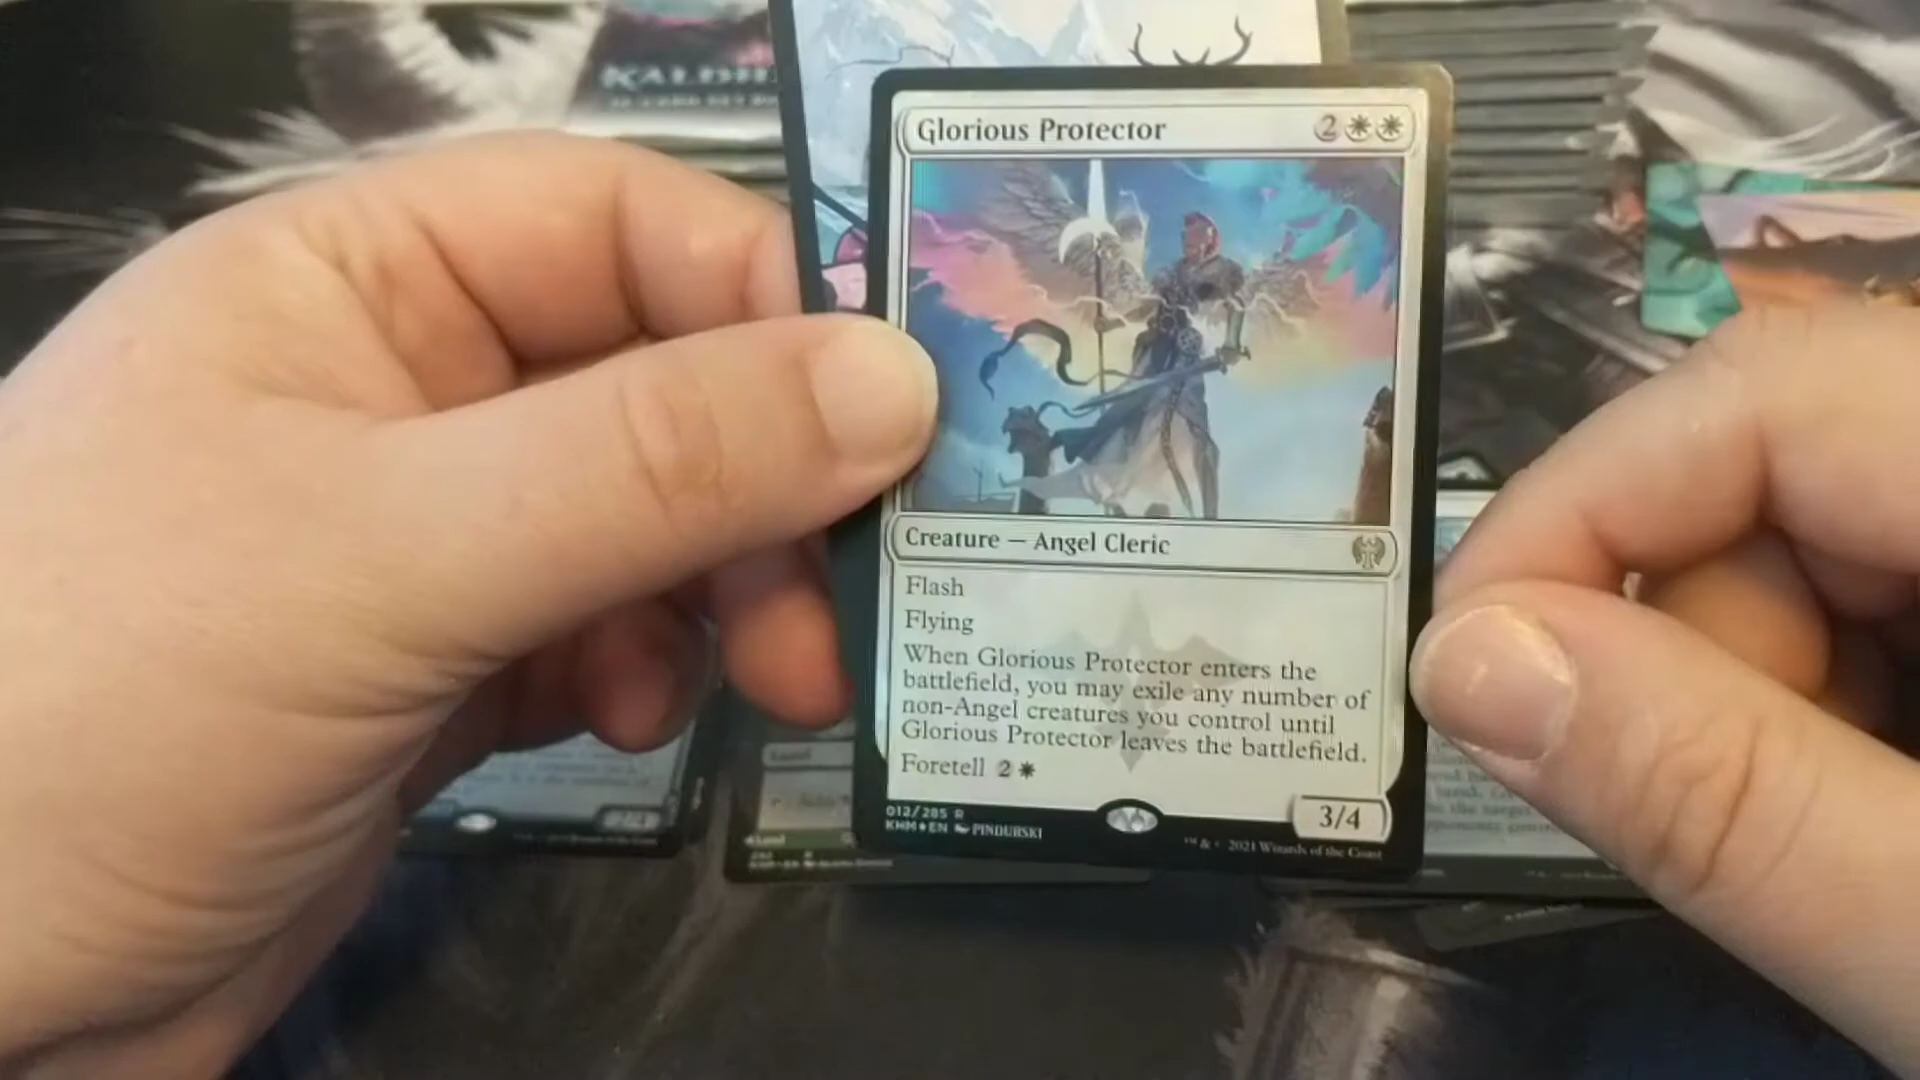 KALDHE
Glorious Protector 2
Creature — Angel Cleric
Flash
Flying
When Glorious Protector enters the
battlefield, you may exile any number of
non-Angel creatures you control until
Glorious Protector leaves the battlefield.
Foretell 2
3/4
012/285 R
KHM★EN PINDURSKI
™ & © 2021 Wizards of the Coast
Land